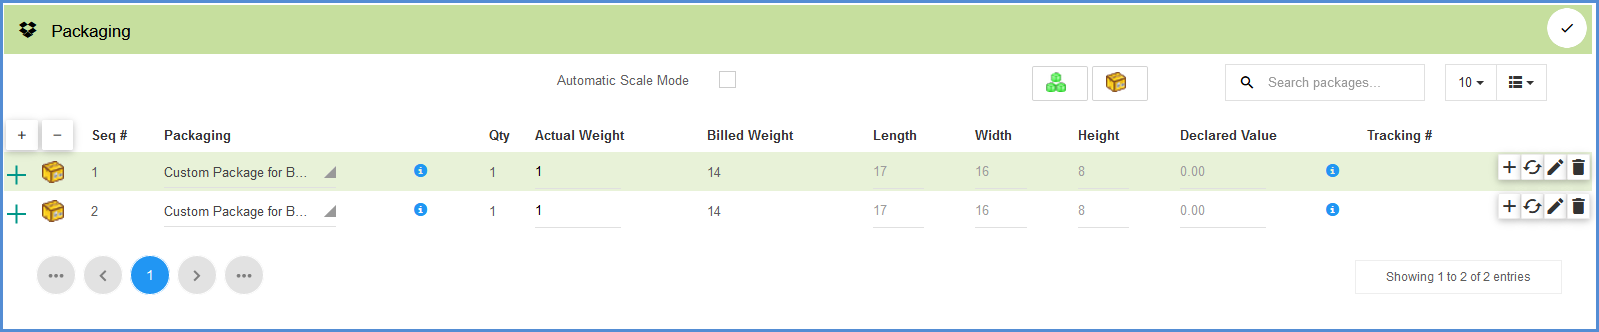 Packaging
Automatic Scale Mode
Search packages...
10
+ − Seq # Packaging Qty Actual Weight Billed Weight Length Width Height Declared Value Tracking #
1 Custom Package for B... 1 1 14 17 16 8 0.00
2 Custom Package for B... 1 1 14 17 16 8 0.00
1
Showing 1 to 2 of 2 entries